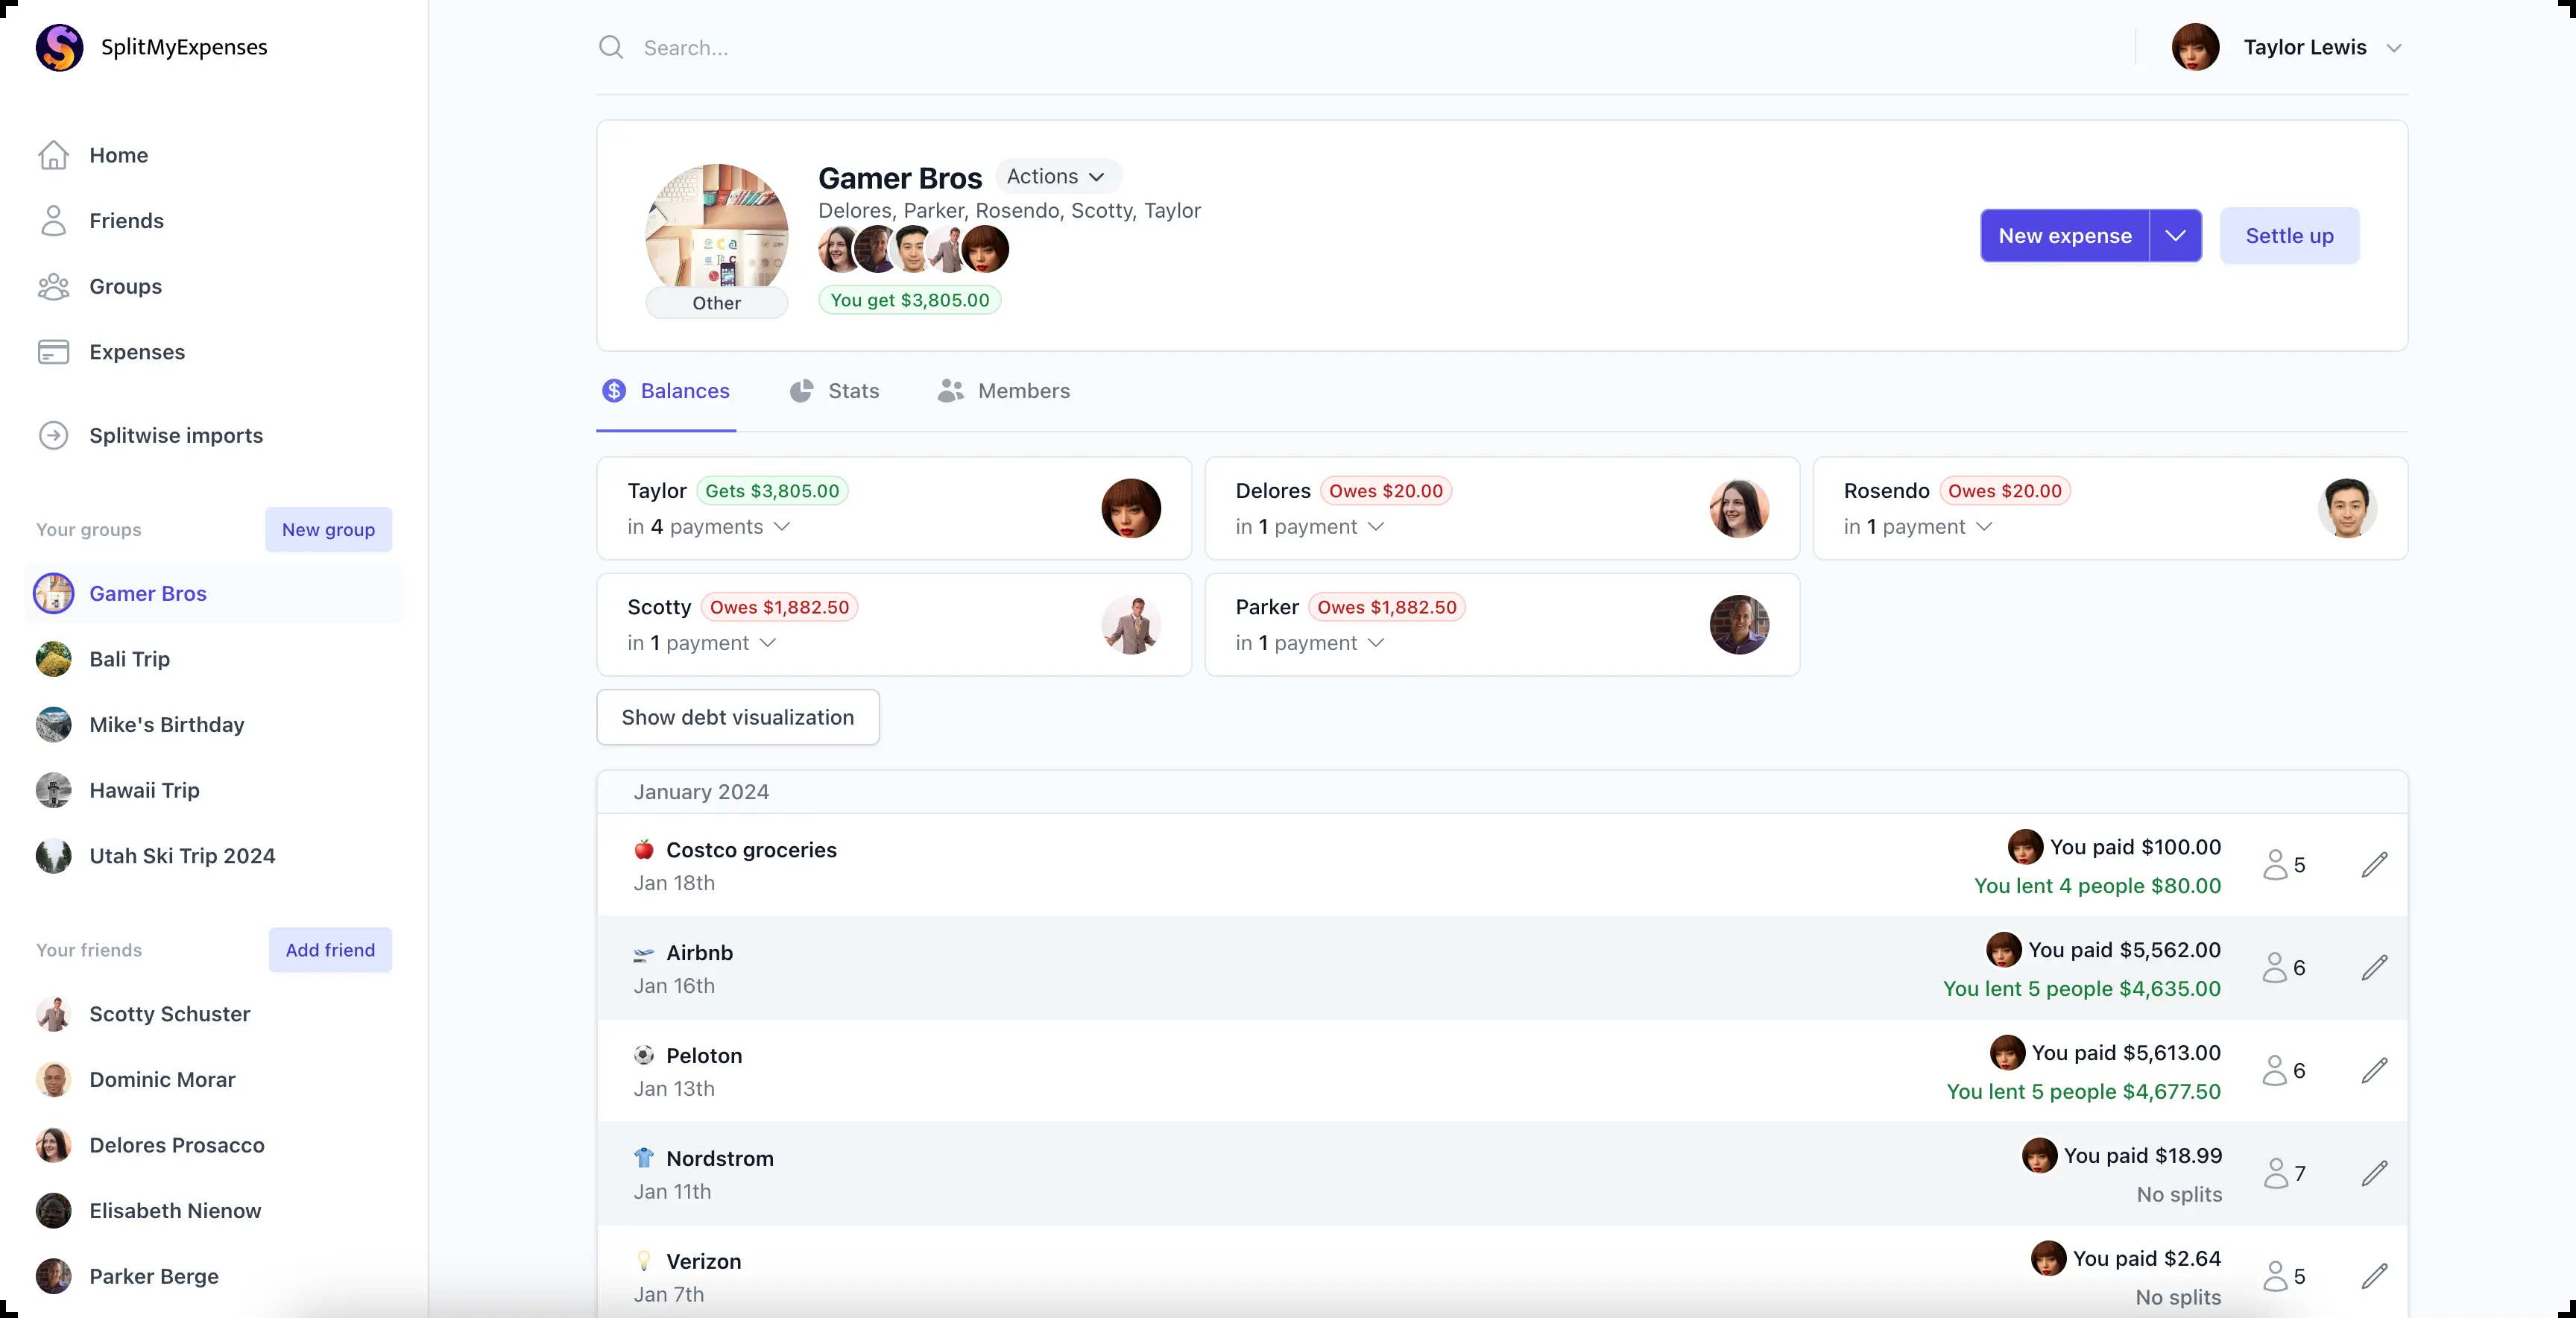 SplitMyExpenses
Home
Friends
Groups
Expenses
Splitwise imports
Your groups
New group
Gamer Bros
Bali Trip
Mike's Birthday
Hawaii Trip
Utah Ski Trip 2024
Your friends
Add friend
Scotty Schuster
Dominic Morar
Delores Prosacco
Elisabeth Nienow
Parker Berge
Search...
Taylor Lewis
Gamer Bros
Actions
Delores, Parker, Rosendo, Scotty, Taylor
Other
You get $3,805.00
New expense
Settle up
Balances
Stats
Members
Taylor Gets $3,805.00
in 4 payments
Delores Owes $20.00
in 1 payment
Rosendo Owes $20.00
in 1 payment
Scotty Owes $1,882.50
in 1 payment
Parker Owes $1,882.50
in 1 payment
Show debt visualization
January 2024
Costco groceries
Jan 18th
You paid $100.00
You lent 4 people $80.00
5
Airbnb
Jan 16th
You paid $5,562.00
You lent 5 people $4,635.00
6
Peloton
Jan 13th
You paid $5,613.00
You lent 5 people $4,677.50
6
Nordstrom
Jan 11th
You paid $18.99
No splits
7
Verizon
Jan 7th
You paid $2.64
No splits
5